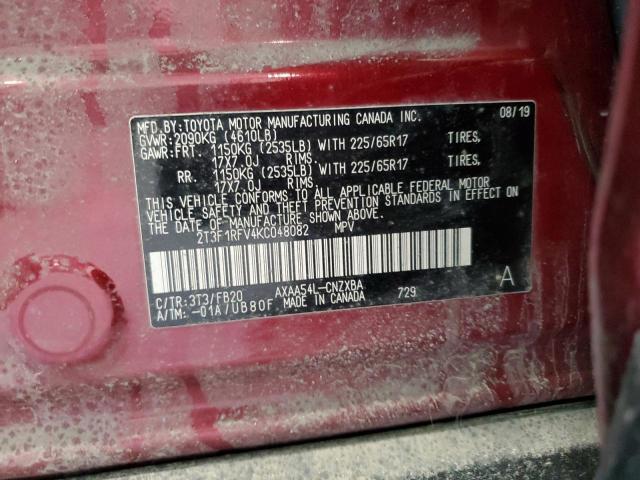 MFD.BY:TOYOTA MOTOR MANUFACTURING CANADA INC. 08/19
GVWR:2090KG (4610LB)
GAWR:FRT. 1150KG (2535LB) WITH 225/65R17 TIRES,
17X7.0J RIMS.
RR. 1150KG (2535LB) WITH 225/65R17 TIRES,
17X7.0J RIMS.
THIS VEHICLE CONFORMS TO ALL APPLICABLE FEDERAL MOTOR
VEHICLE SAFETY AND THEFT PREVENTION STANDARDS IN EFFECT ON
THE DATE OF MANUFACTURE SHOWN ABOVE.
2T3F1RFV4KC048082 MPV
C/TR:3T3/FB20 AXAA54L-CNZXBA A
A/TM:-01A/UB80F MADE IN CANADA 729